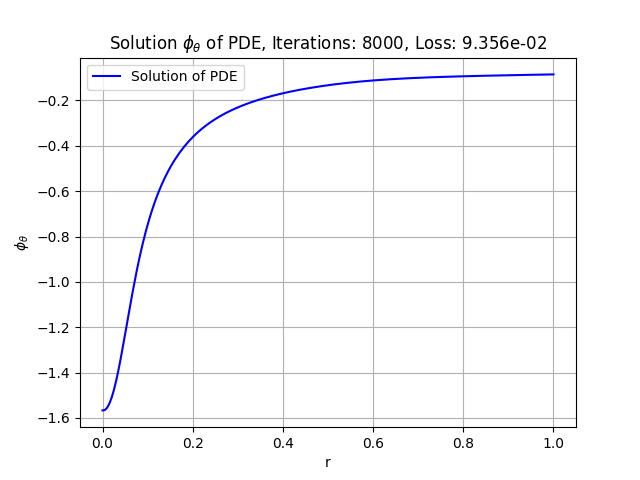 Solution ϕ_θ of PDE, Iterations: 8000, Loss: 9.356e-02
Solution of PDE
−0.2
−0.4
−0.6
−0.8
−1.0
−1.2
−1.4
−1.6
ϕ_θ
0.0 0.2 0.4 0.6 0.8 1.0
r